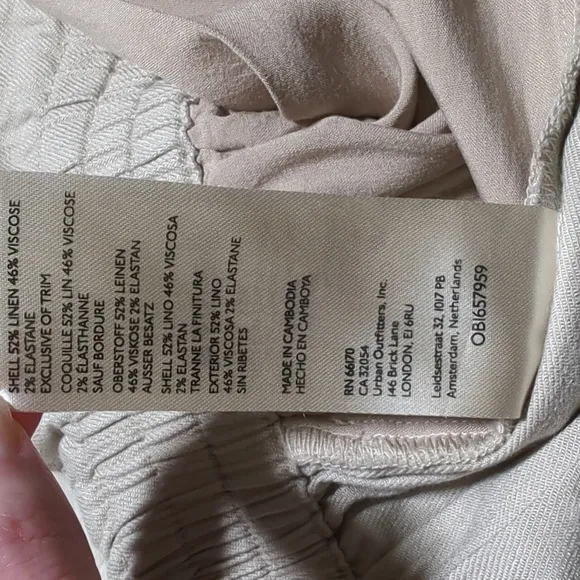 SHELL 52% LINEN 46% VISCOSE
2% ELASTANE
EXCLUSIVE OF TRIM
COQUILLE 52% LIN 46% VISCOSE
2% ÉLASTHANNE
SAUF BORDURE
OBERSTOFF 52% LEINEN
46% VISKOSE 2% ELASTAN
AUSSER BESATZ
SHELL 52% LINO 46% VISCOSA
2% ELASTAN
TRANNE LA FINITURA
EXTERIOR 52% LINO
46% VISCOSA 2% ELASTANE
SIN RIBETES
MADE IN CAMBODIA
HECHO EN CAMBOYA
RN 66170
CA 32054
Urban Outfitters, Inc.
146 Brick Lane
LONDON, E1 6RU
Leidsestraat 32, 1017 PB
Amsterdam, Netherlands
OB1657959